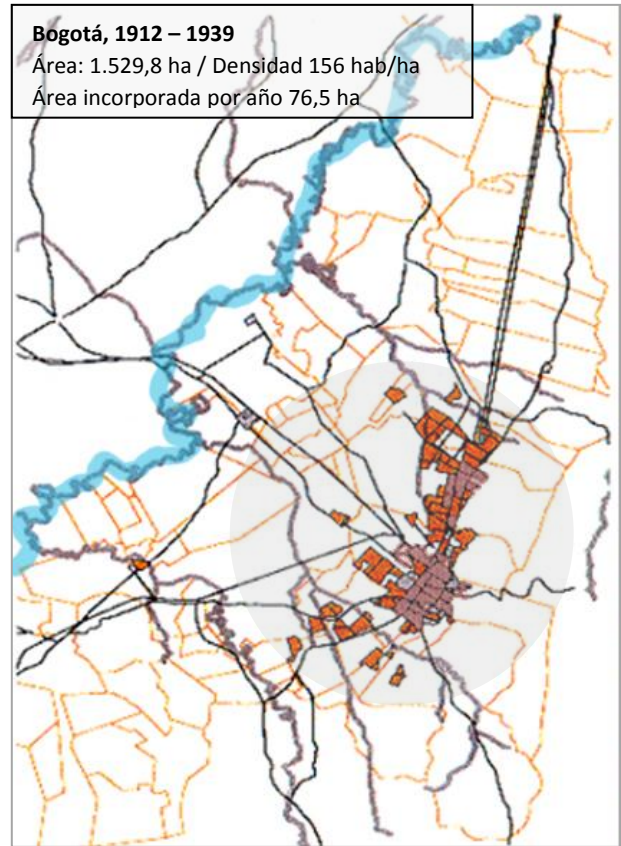 Bogotá, 1912 – 1939
Área: 1.529,8 ha / Densidad 156 hab/ha
Área incorporada por año 76,5 ha